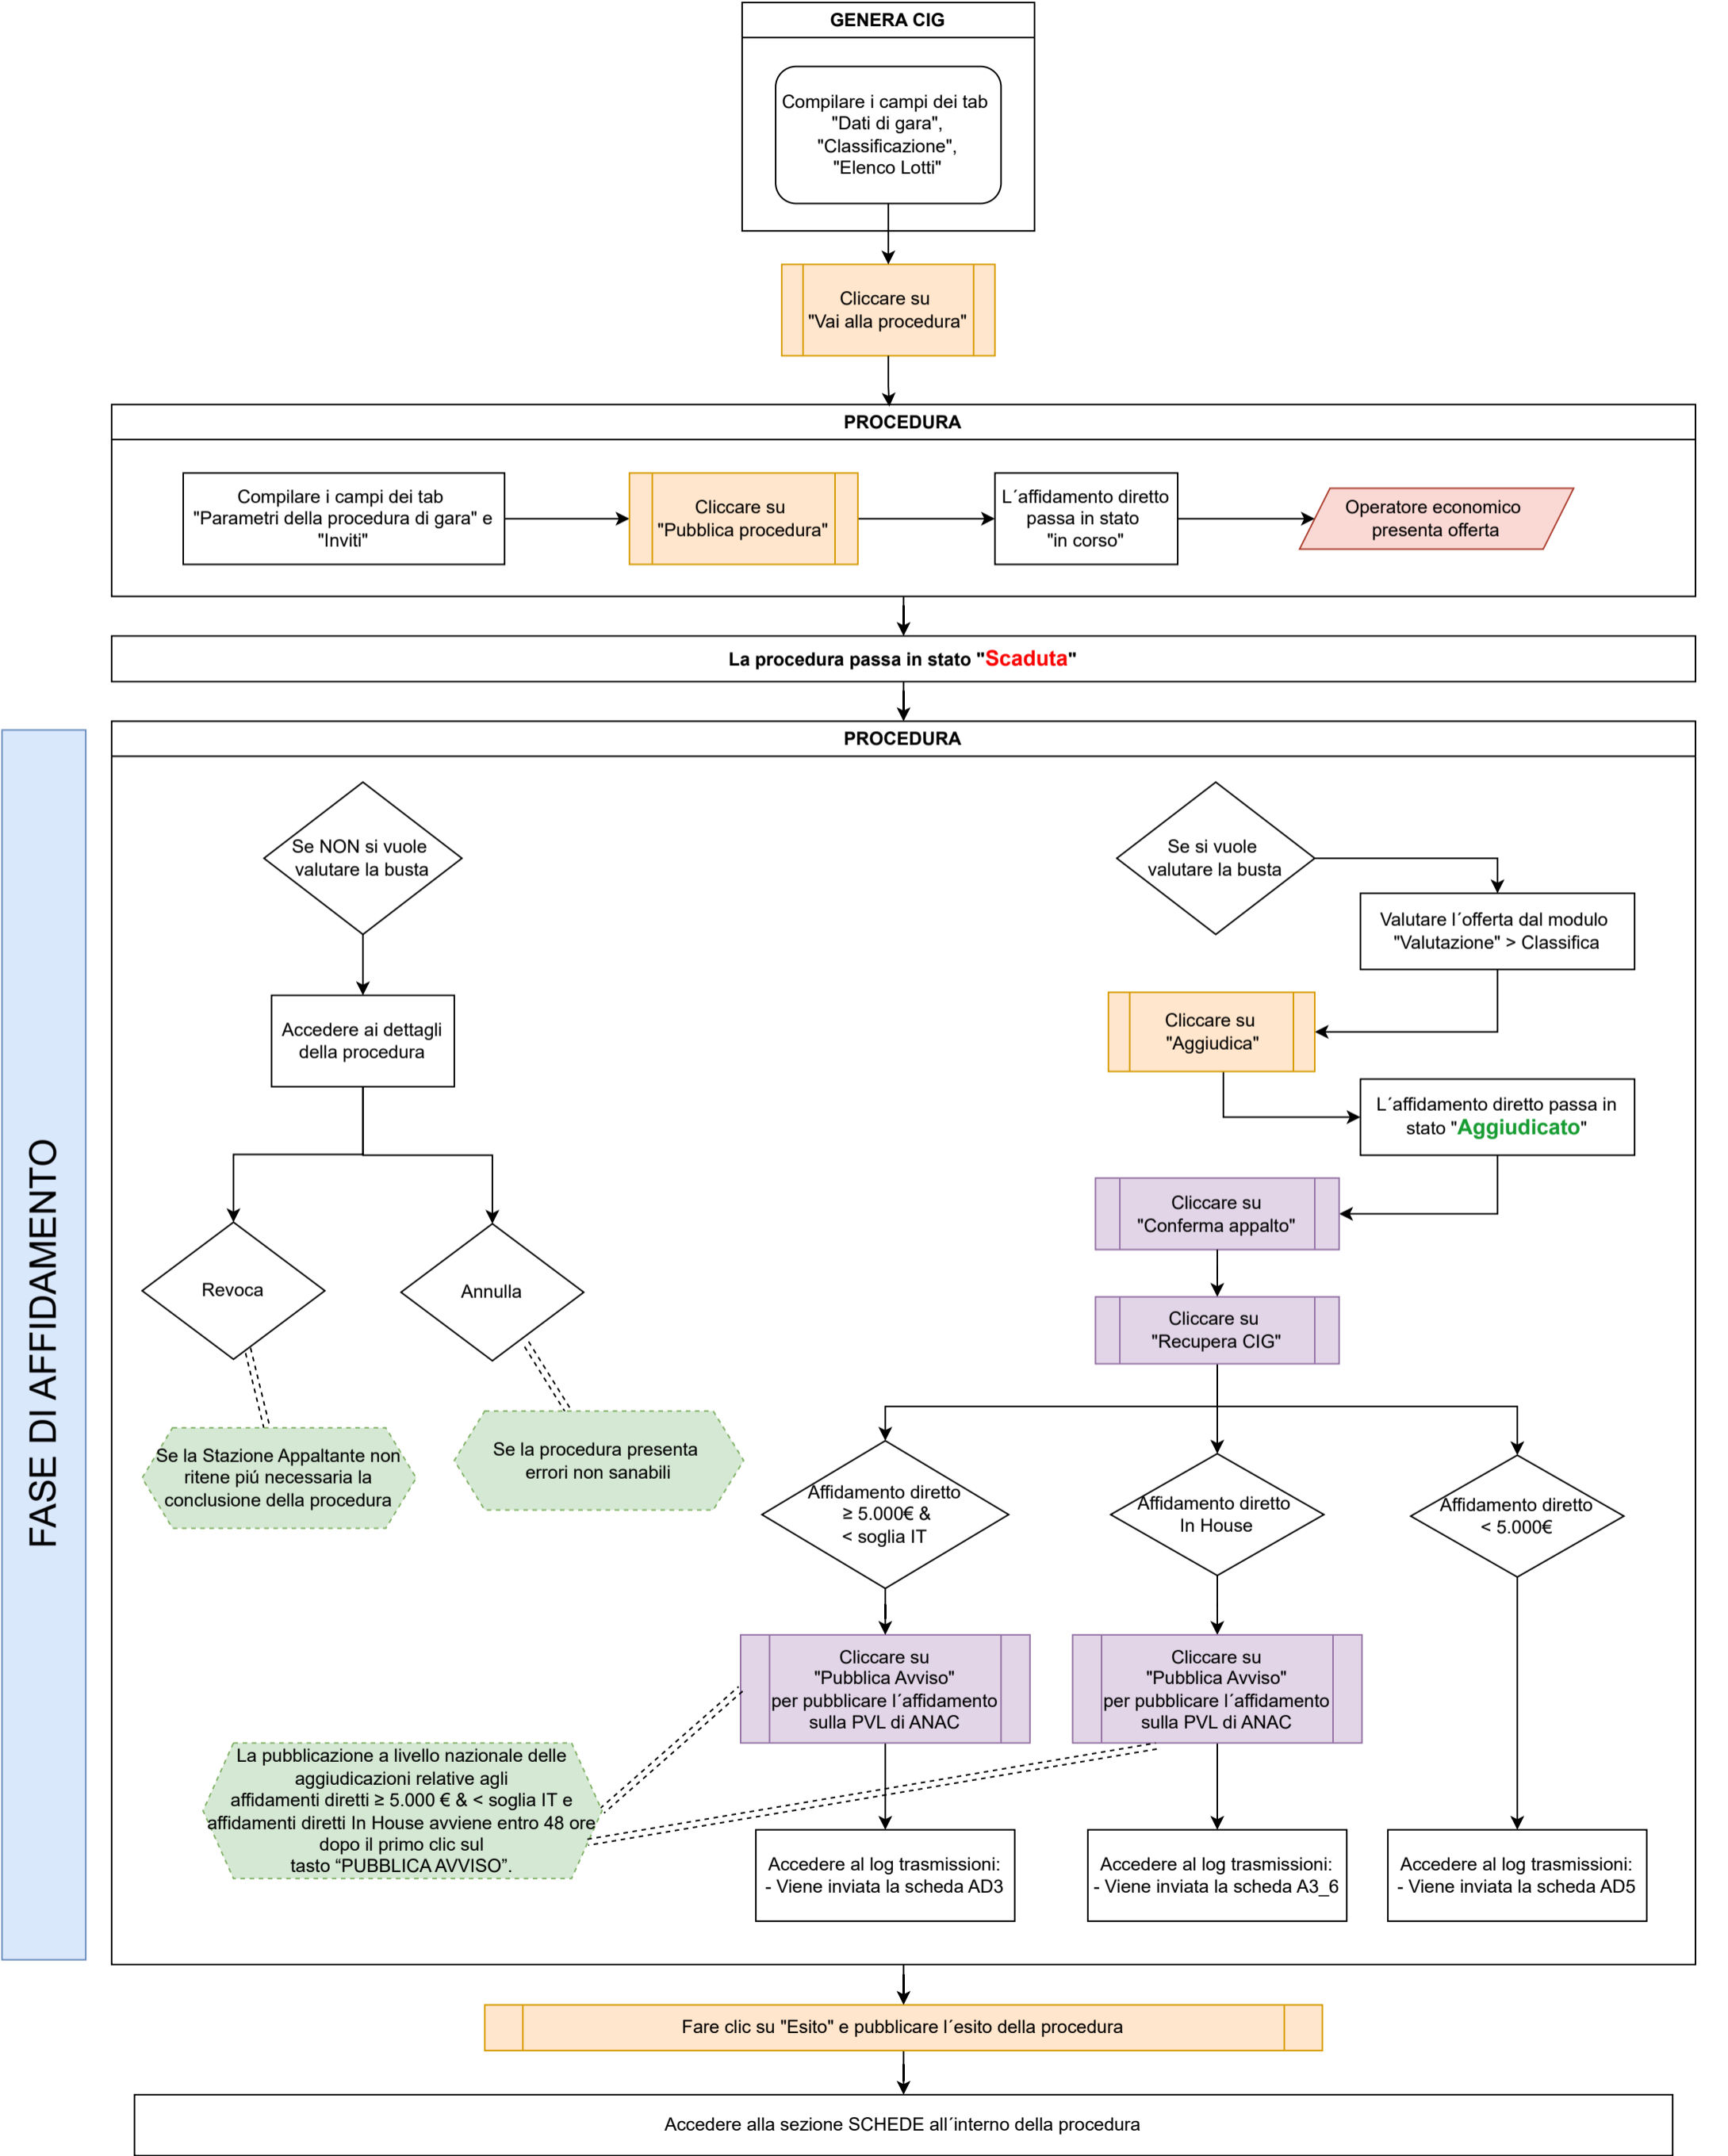 GENERA CIG
Compilare i campi dei tab
"Dati di gara",
"Classificazione",
"Elenco Lotti"
Cliccare su
"Vai alla procedura"
PROCEDURA
Compilare i campi dei tab
"Parametri della procedura di gara" e
"Inviti"
Cliccare su
"Pubblica procedura"
L´affidamento diretto
passa in stato
"in corso"
Operatore economico
presenta offerta
La procedura passa in stato "Scaduta"
FASE DI AFFIDAMENTO
PROCEDURA
Se NON si vuole
valutare la busta
Se si vuole
valutare la busta
Valutare l´offerta dal modulo
"Valutazione" > Classifica
Accedere ai dettagli
della procedura
Cliccare su
"Aggiudica"
L´affidamento diretto passa in
stato "Aggiudicato"
Cliccare su
"Conferma appalto"
Revoca
Annulla
Cliccare su
"Recupera CIG"
Se la Stazione Appaltante non
ritene piú necessaria la
conclusione della procedura
Se la procedura presenta
errori non sanabili
Affidamento diretto
≥ 5.000€ &
< soglia IT
Affidamento diretto
In House
Affidamento diretto
< 5.000€
Cliccare su
"Pubblica Avviso"
per pubblicare l´affidamento
sulla PVL di ANAC
Cliccare su
"Pubblica Avviso"
per pubblicare l´affidamento
sulla PVL di ANAC
La pubblicazione a livello nazionale delle
aggiudicazioni relative agli
affidamenti diretti ≥ 5.000 € & < soglia IT e
affidamenti diretti In House avviene entro 48 ore
dopo il primo clic sul
tasto “PUBBLICA AVVISO”.
Accedere al log trasmissioni:
- Viene inviata la scheda AD3
Accedere al log trasmissioni:
- Viene inviata la scheda A3_6
Accedere al log trasmissioni:
- Viene inviata la scheda AD5
Fare clic su "Esito" e pubblicare l´esito della procedura
Accedere alla sezione SCHEDE all´interno della procedura